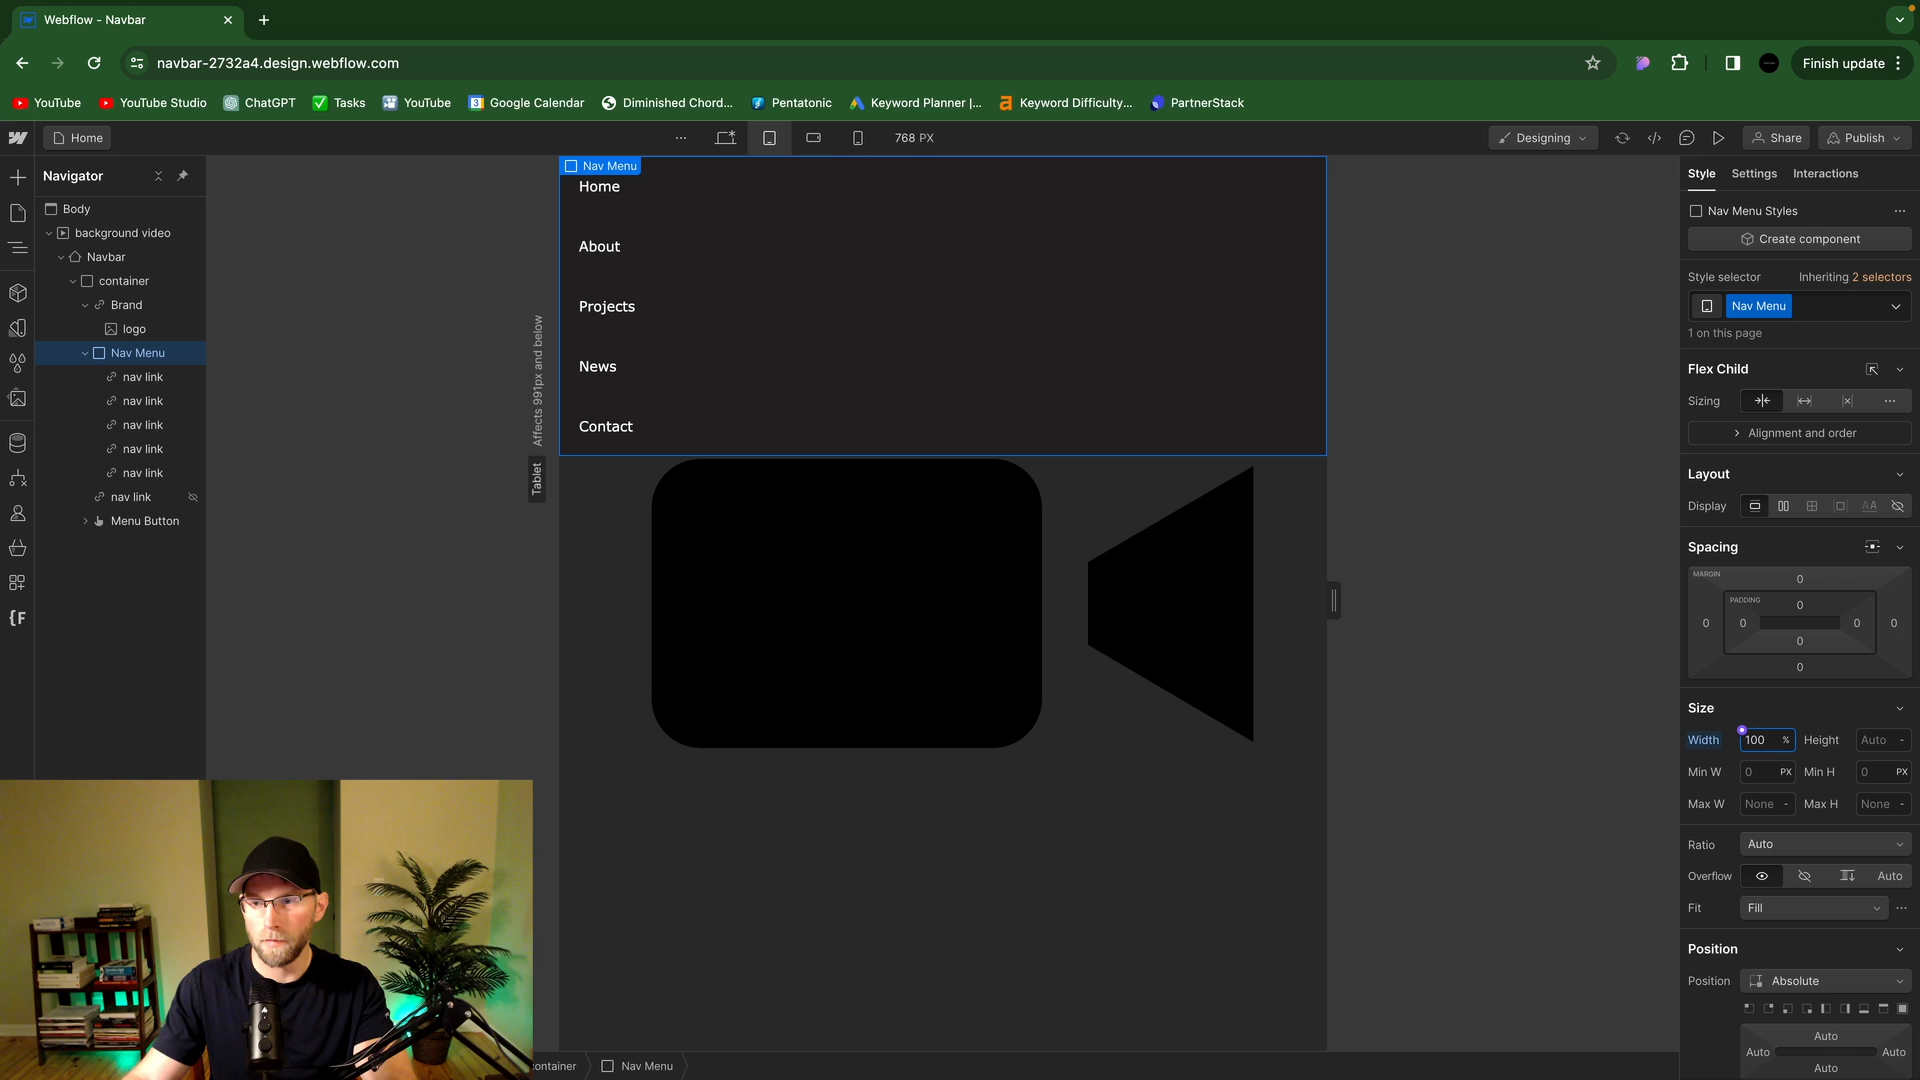 Webflow - Navbar
navbar-2732a4.design.webflow.com
Finish update
YouTube
YouTube Studio
ChatGPT
Tasks
YouTube
Google Calendar
Diminished Chord...
Pentatonic
Keyword Planner |...
Keyword Difficulty...
PartnerStack
Home
768 PX
Designing
Share
Publish
Navigator
Body
background video
Navbar
container
Brand
logo
Nav Menu
nav link
nav link
nav link
nav link
nav link
nav link
Menu Button
Affects 991px and below
Tablet
Nav Menu
Home
About
Projects
News
Contact
container
Nav Menu
Style
Settings
Interactions
Nav Menu Styles
Create component
Style selector
Inheriting 2 selectors
Nav Menu
1 on this page
Flex Child
Sizing
Alignment and order
Layout
Display
Spacing
MARGIN
0
PADDING
0
0 0 0 0
0
0
Size
Width 100 % Height Auto -
Min W 0 PX Min H 0 PX
Max W None - Max H None -
Ratio Auto
Overflow Auto
Fit Fill
Position
Position Absolute
Auto
Auto Auto
Auto